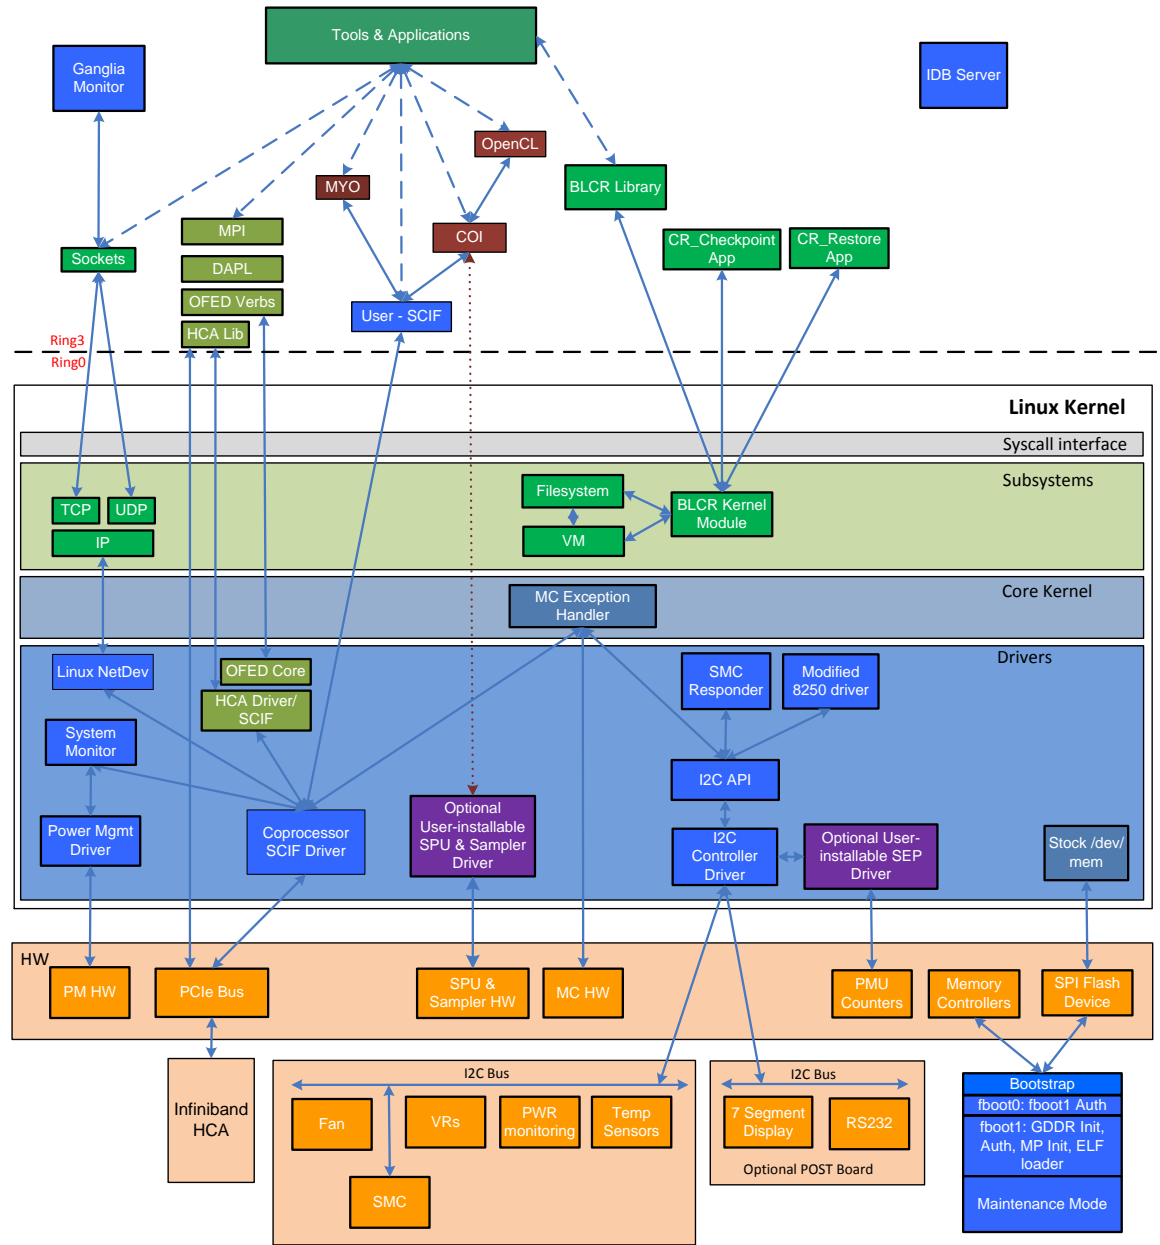 Tools & Applications
Ganglia
Monitor
IDB Server
OpenCL
MYO
BLCR Library
MPI
COI
CR_Checkpoint
App
CR_Restore
App
Sockets
DAPL
OFED Verbs
User - SCIF
HCA Lib
Ring3
Ring0
Linux Kernel
Syscall interface
Subsystems
Filesystem
TCP
UDP
BLCR Kernel
Module
IP
VM
Core Kernel
MC Exception
Handler
Drivers
Linux NetDev
OFED Core
SMC
Responder
Modified
8250 driver
HCA Driver/
SCIF
System
Monitor
I2C API
Optional
User-installable
SPU & Sampler
Driver
Power Mgmt
Driver
Coprocessor
SCIF Driver
I2C
Controller
Driver
Optional User-
installable SEP
Driver
Stock /dev/
mem
HW
PM HW
PCIe Bus
SPU &
Sampler HW
MC HW
PMU
Counters
Memory
Controllers
SPI Flash
Device
Infiniband
HCA
I2C Bus
Fan
VRs
PWR
monitoring
Temp
Sensors
SMC
I2C Bus
7 Segment
Display
RS232
Optional POST Board
Bootstrap
fboot0: fboot1 Auth
fboot1: GDDR Init,
Auth, MP Init, ELF
loader
Maintenance Mode